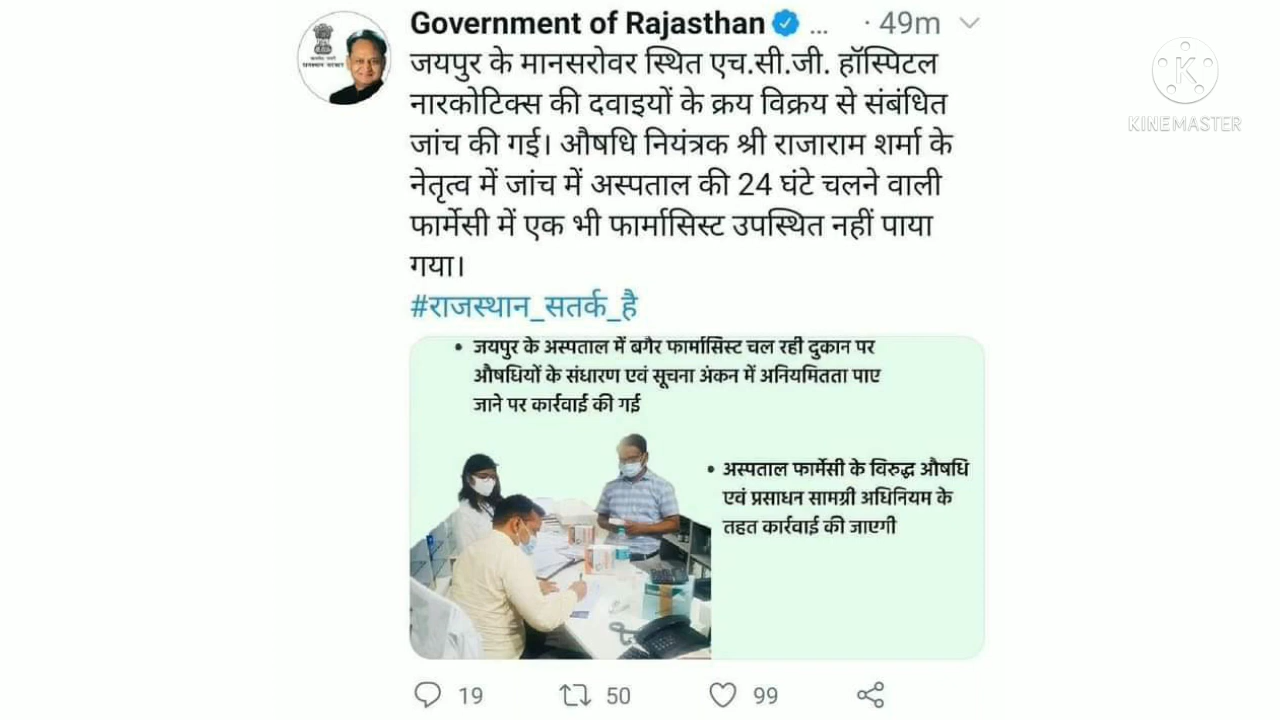 Government of Rajasthan ... · 49m
जयपुर के मानसरोवर स्थित एच.सी.जी. हॉस्पिटल
नारकोटिक्स की दवाइयों के क्रय विक्रय से संबंधित
जांच की गई। औषधि नियंत्रक श्री राजाराम शर्मा के
नेतृत्व में जांच में अस्पताल की 24 घंटे चलने वाली
फार्मेसी में एक भी फार्मासिस्ट उपस्थित नहीं पाया
गया।
#राजस्थान_सतर्क_है
• जयपुर के अस्पताल में बगैर फार्मासिस्ट चल रही दुकान पर
औषधियों के संधारण एवं सूचना अंकन में अनियमितता पाए
जाने पर कार्रवाई की गई
• अस्पताल फार्मेसी के विरुद्ध औषधि
एवं प्रसाधन सामग्री अधिनियम के
तहत कार्रवाई की जाएगी
19 50 99
K
KINEMASTER